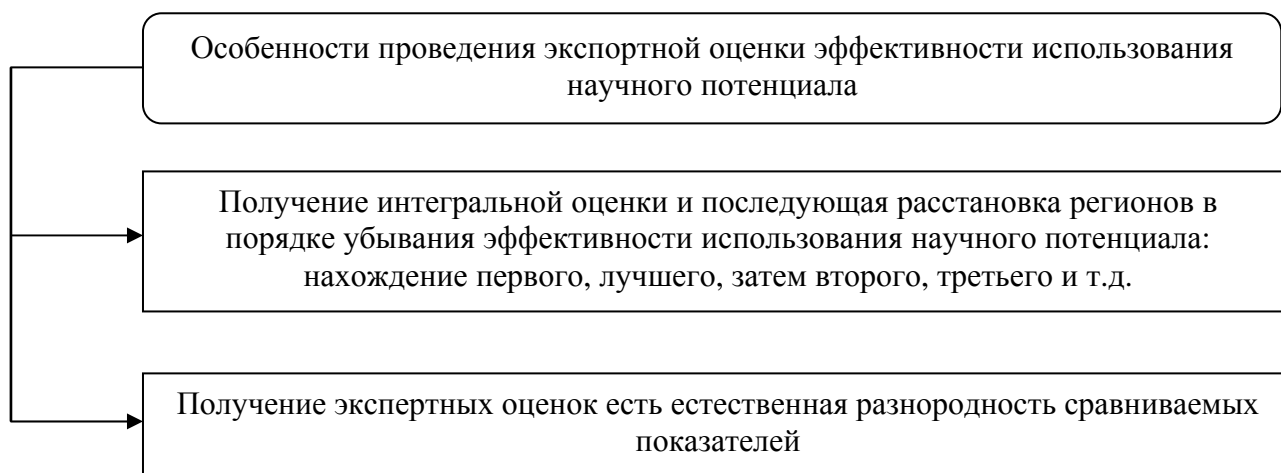 Особенности проведения экспортной оценки эффективности использования
научного потенциала
Получение интегральной оценки и последующая расстановка регионов в
порядке убывания эффективности использования научного потенциала:
нахождение первого, лучшего, затем второго, третьего и т.д.
Получение экспертных оценок есть естественная разнородность сравниваемых
показателей